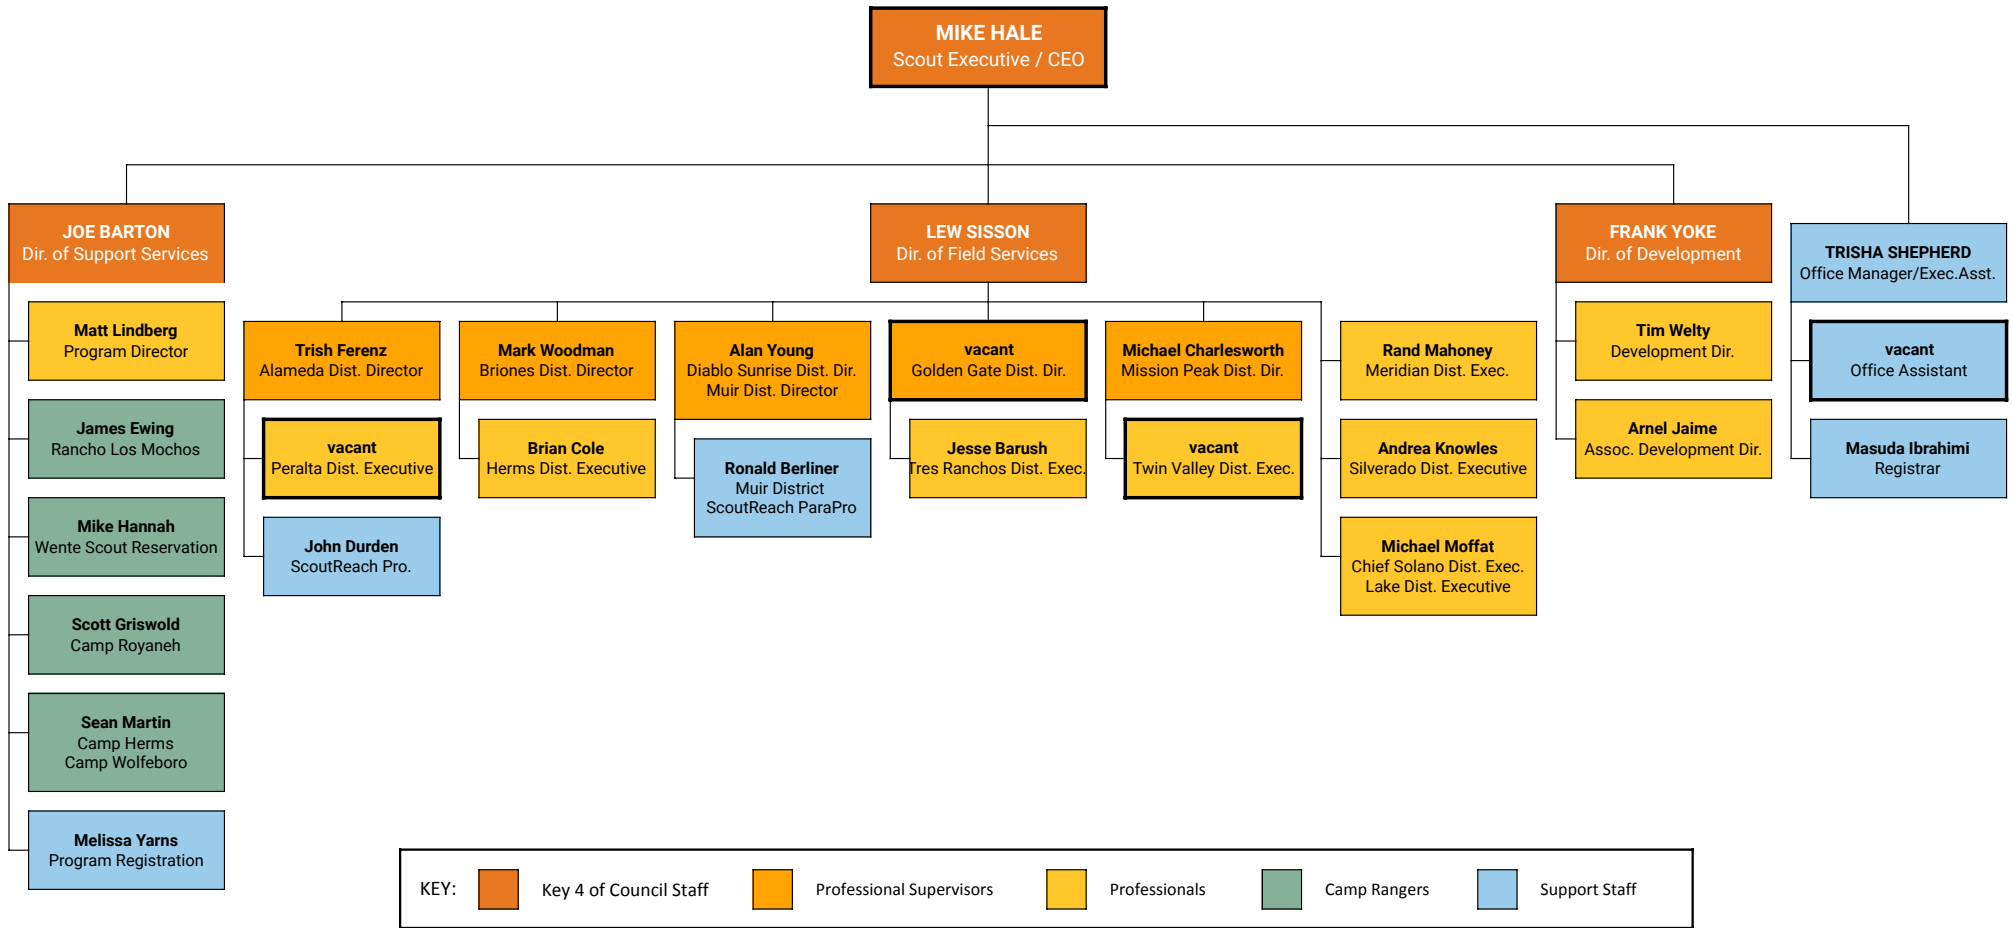 MIKE HALE
Scout Executive / CEO
JOE BARTON
Dir. of Support Services
LEW SISSON
Dir. of Field Services
FRANK YOKE
Dir. of Development
TRISHA SHEPHERD
Office Manager/Exec.Asst.
Matt Lindberg
Program Director
James Ewing
Rancho Los Mochos
Mike Hannah
Wente Scout Reservation
Scott Griswold
Camp Royaneh
Sean Martin
Camp Herms
Camp Wolfeboro
Melissa Yarns
Program Registration
Trish Ferenz
Alameda Dist. Director
vacant
Peralta Dist. Executive
John Durden
ScoutReach Pro.
Mark Woodman
Briones Dist. Director
Brian Cole
Herms Dist. Executive
Alan Young
Diablo Sunrise Dist. Dir.
Muir Dist. Director
Ronald Berliner
Muir District
ScoutReach ParaPro
vacant
Golden Gate Dist. Dir.
Jesse Barush
Tres Ranchos Dist. Exec.
Michael Charlesworth
Mission Peak Dist. Dir.
vacant
Twin Valley Dist. Exec.
Rand Mahoney
Meridian Dist. Exec.
Andrea Knowles
Silverado Dist. Executive
Michael Moffat
Chief Solano Dist. Exec.
Lake Dist. Executive
Tim Welty
Development Dir.
Arnel Jaime
Assoc. Development Dir.
vacant
Office Assistant
Masuda Ibrahimi
Registrar
KEY:
Key 4 of Council Staff
Professional Supervisors
Professionals
Camp Rangers
Support Staff